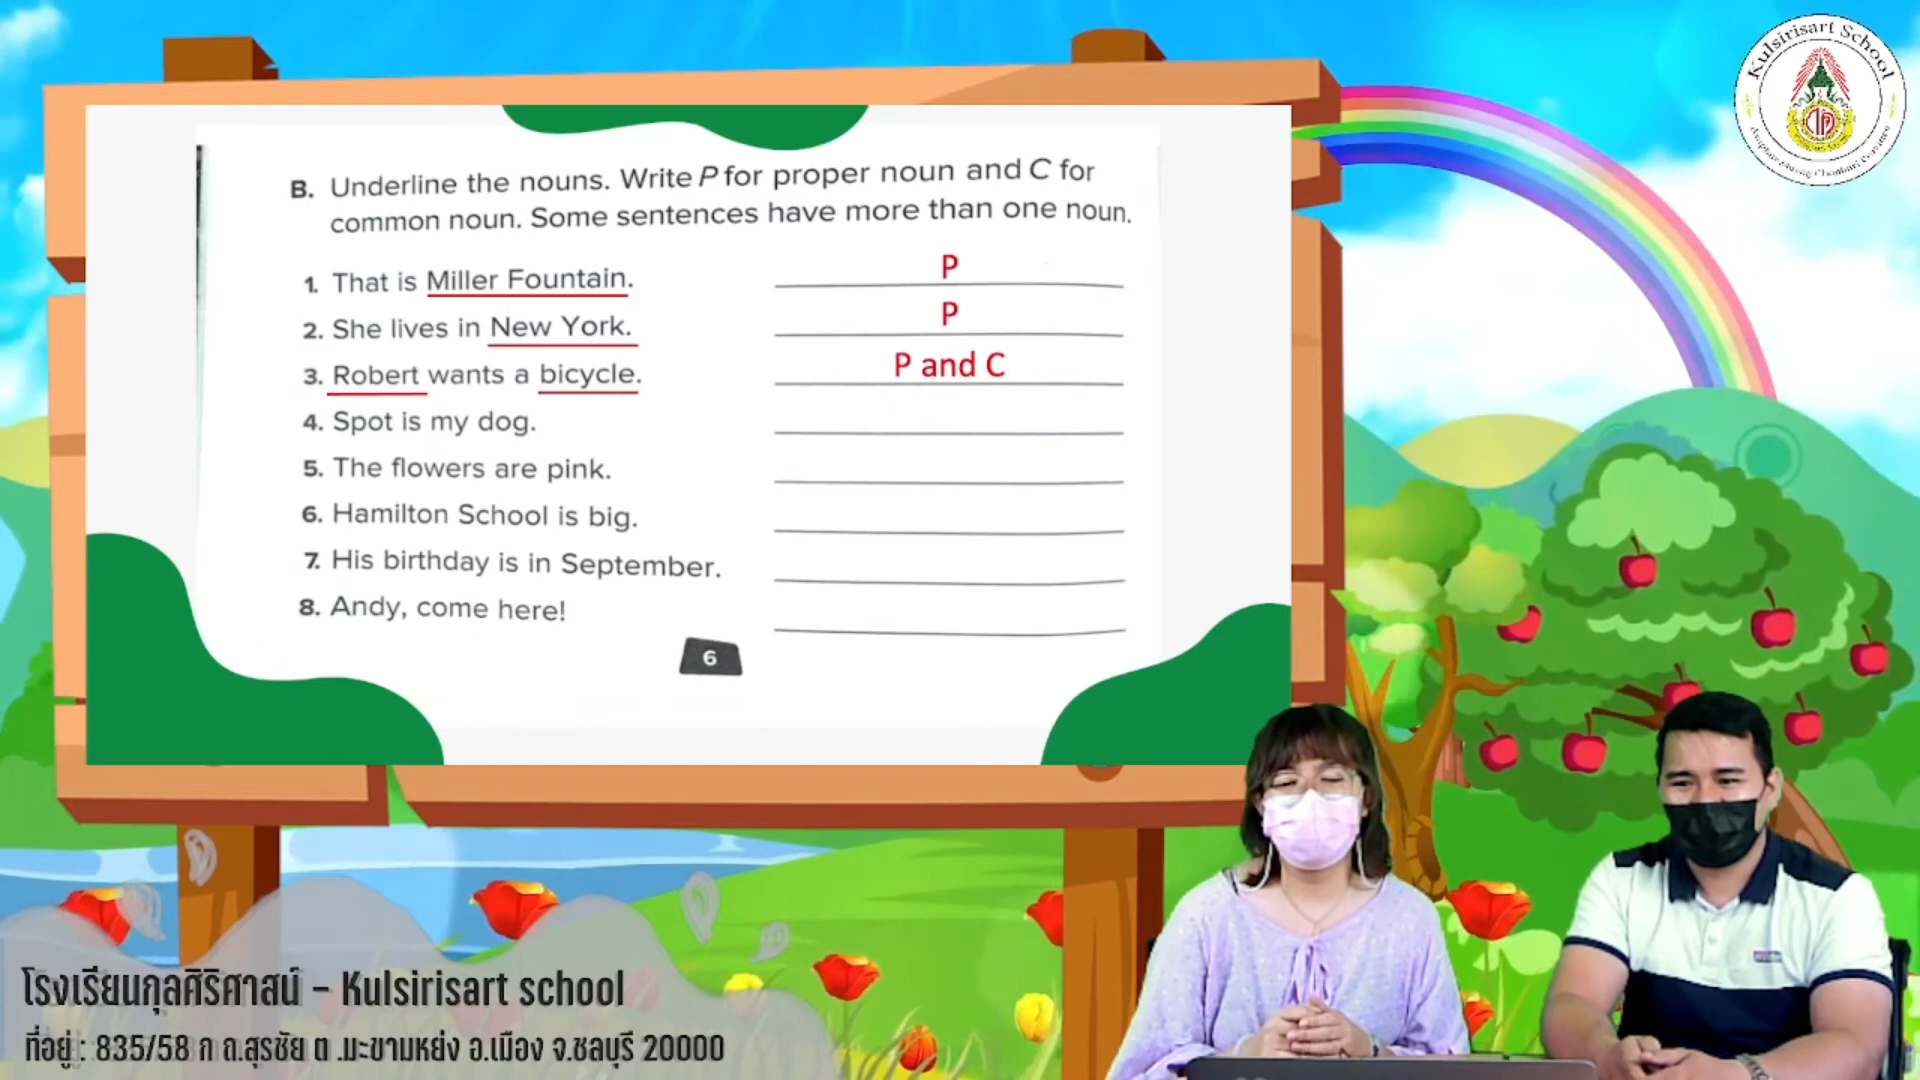 Kulsirisart School
B. Underline the nouns. Write P for proper noun and C for
common noun. Some sentences have more than one noun.
1. That is Miller Fountain.
P
2. She lives in New York.
P
3. Robert wants a bicycle.
P and C
4. Spot is my dog.
5. The flowers are pink.
6. Hamilton School is big.
7. His birthday is in September.
8. Andy, come here!
6
โรงเรียนกุลศิริศาสน์ - Kulsirisart school
ที่อยู่ : 835/58 ก ถ.สุรชัย ต .มะขามหย่ง อ.เมือง จ.ชลบุรี 20000